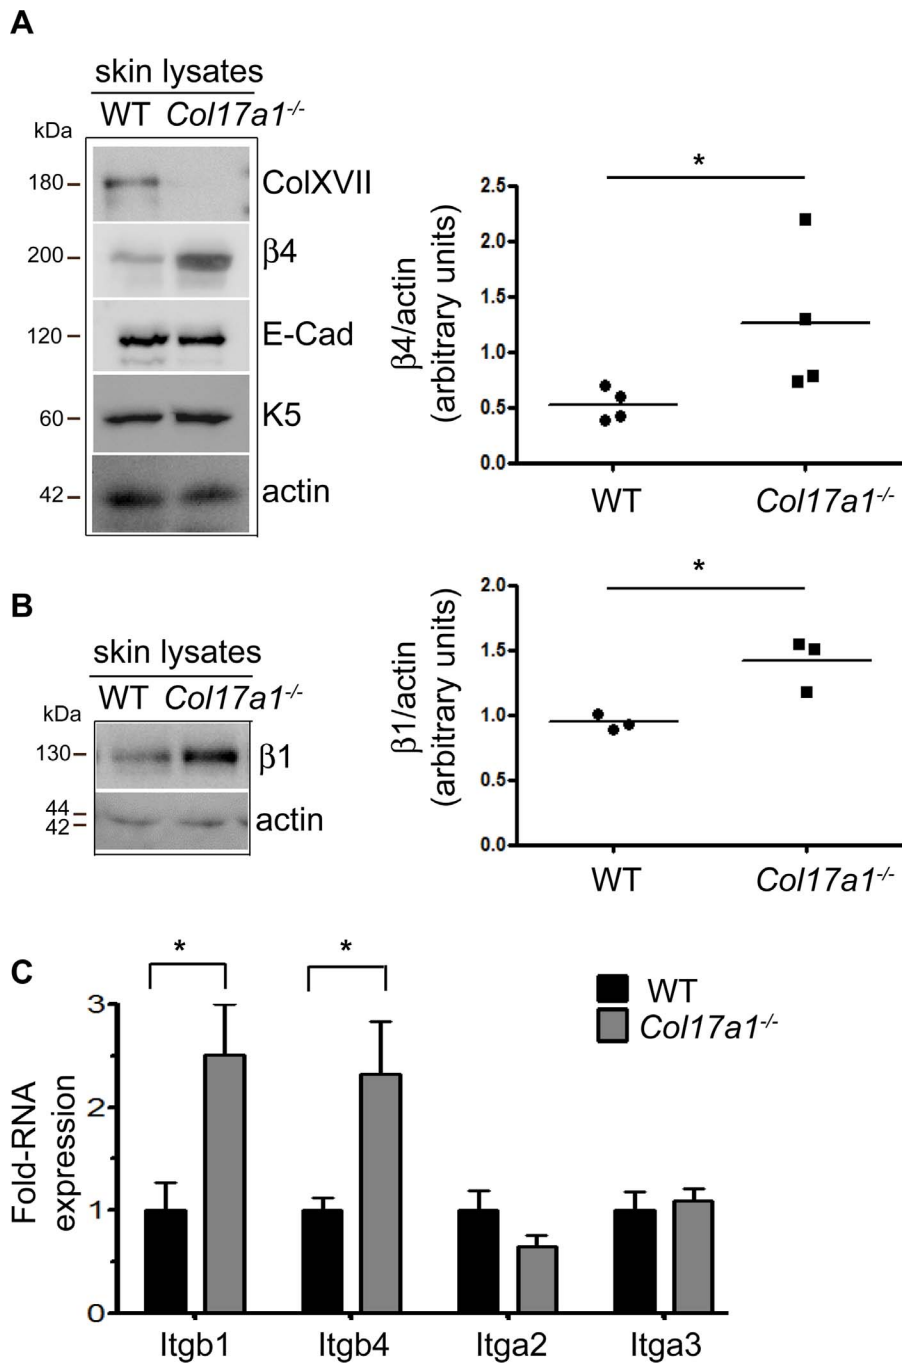 A
skin lysates
WT Col17a1-/-
kDa
180 ColXVII
200 β4
120 E-Cad
60 K5
42 actin
*
β4/actin
(arbitrary units)
2.5
2.0
1.5
1.0
0.5
0.0
WT Col17a1-/-
B
skin lysates
WT Col17a1-/-
kDa
130 β1
44
42 actin
*
β1/actin
(arbitrary units)
2.0
1.5
1.0
0.5
0.0
WT Col17a1-/-
C
* *
WT
Col17a1-/-
Fold-RNA
expression
3
2
1
0
Itgb1 Itgb4 Itga2 Itga3